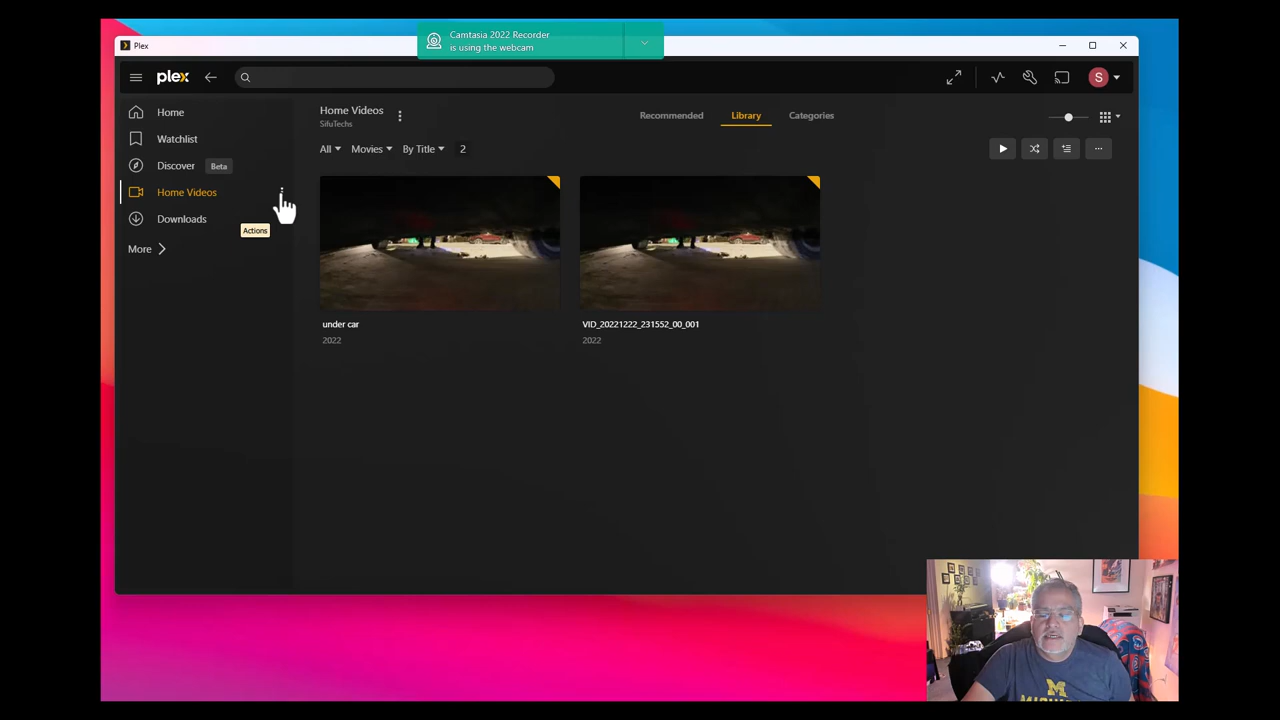 Camtasia 2022 Recorder
is using the webcam
Plex
plex
S
Home
Watchlist
Discover Beta
Home Videos
Actions
Downloads
More
Home Videos
SifuTechs
Recommended Library Categories
All Movies By Title 2
under car
2022
VID_20221222_231552_00_001
2022
M